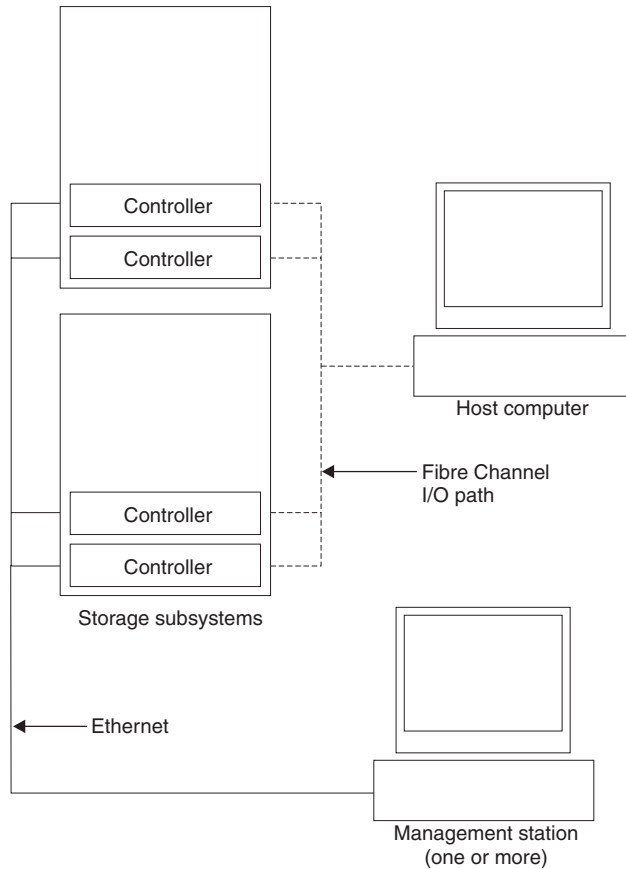 Controller
Controller
Host computer
Fibre Channel
I/O path
Controller
Controller
Storage subsystems
Ethernet
Management station
(one or more)